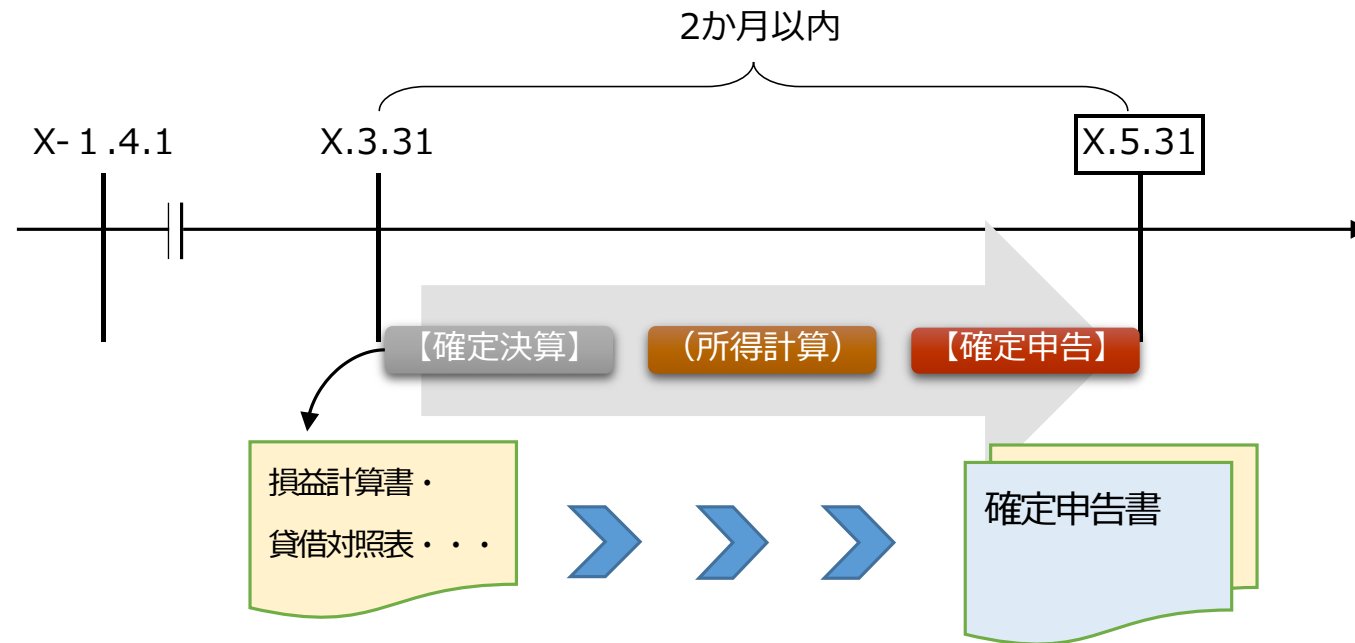 2か月以内
X-１.4.1
X.3.31
X.5.31
【確定決算】
（所得計算）
【確定申告】
損益計算書・
貸借対照表・・・
確定申告書